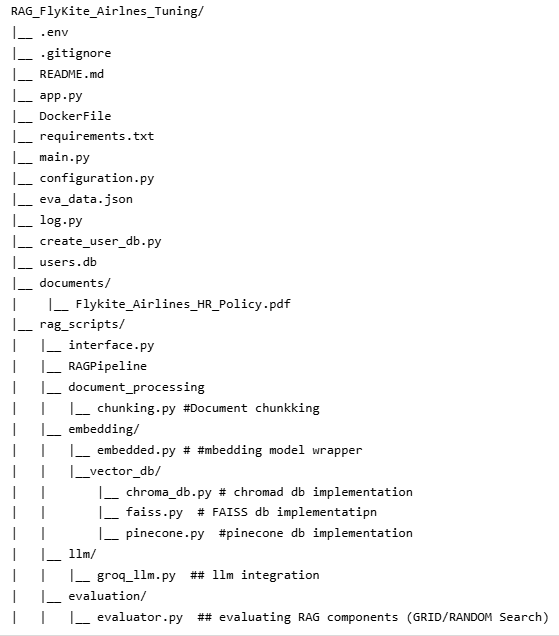 RAG_FlyKite_Airlnes_Tuning/
|__ .env
|__ .gitignore
|__ README.md
|__ app.py
|__ DockerFile
|__ requirements.txt
|__ main.py
|__ configuration.py
|__ eva_data.json
|__ log.py
|__ create_user_db.py
|__ users.db
|__ documents/
|    |__ Flykite_Airlines_HR_Policy.pdf
|__ rag_scripts/
|   |__ interface.py
|   |__ RAGPipeline
|   |__ document_processing
|   |   |__ chunking.py #Document chunkking
|   |__ embedding/
|   |   |__ embedded.py # #mbedding model wrapper
|   |   |__vector_db/
|   |       |__ chroma_db.py # chromad db implementation
|   |       |__ faiss.py  # FAISS db implementatipn
|   |       |__ pinecone.py  #pinecone db implementation
|   |__ llm/
|   |   |__ groq_llm.py  ## llm integration
|   |__ evaluation/
|   |   |__ evaluator.py  ## evaluating RAG components (GRID/RANDOM Search)